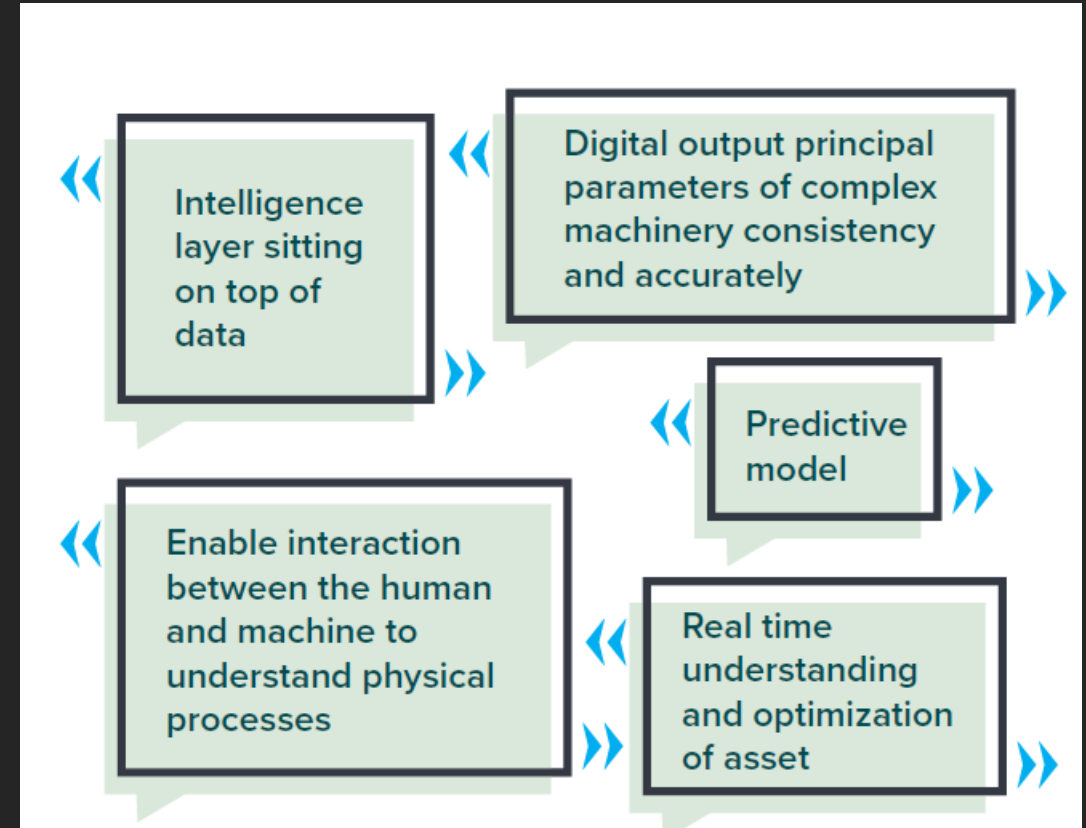 Intelligence
layer sitting
on top of
data
Digital output principal
parameters of complex
machinery consistency
and accurately
Predictive
model
Enable interaction
between the human
and machine to
understand physical
processes
Real time
understanding
and optimization
of asset